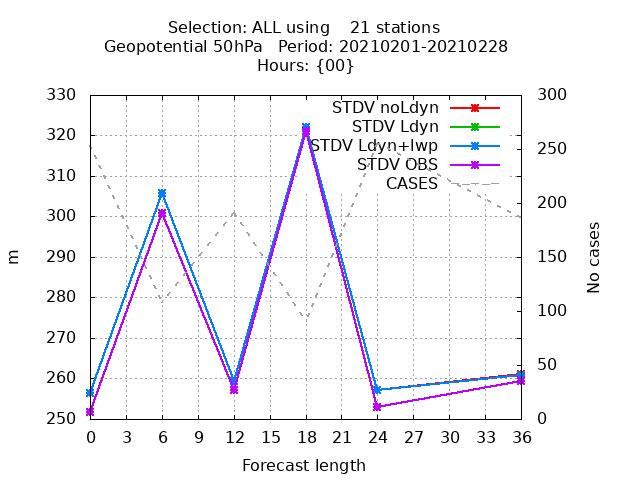 Selection: ALL using    21 stations
Geopotential 50hPa   Period: 20210201-20210228
Hours: {00}
330
320
310
300
290
280
270
260
250
300
250
200
150
100
50
0
m
No cases
STDV noLdyn
STDV Ldyn
STDV Ldyn+lwp
STDV OBS
CASES
0 3 6 9 12 15 18 21 24 27 30 33 36
Forecast length